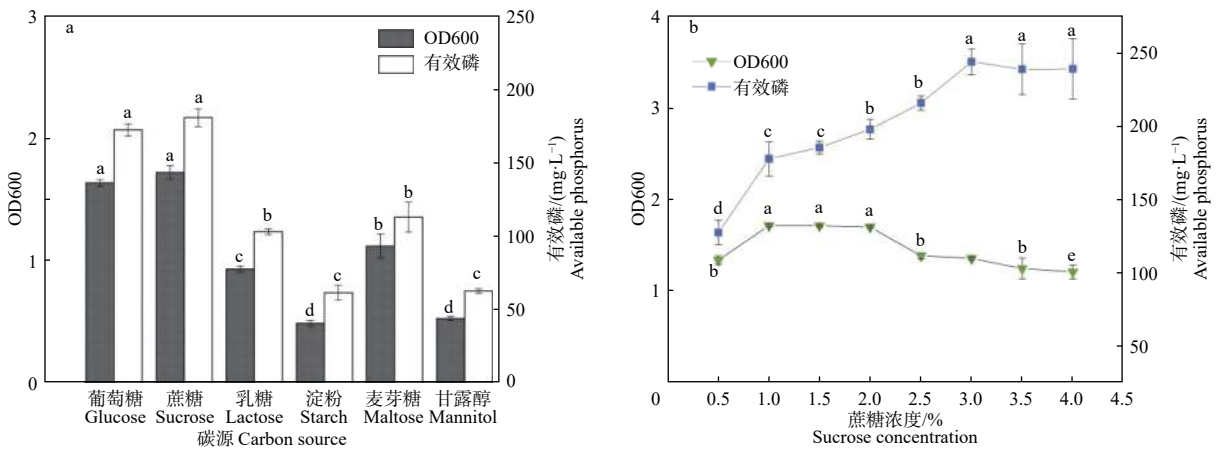 a
OD600
有效磷
3
2
1
0
OD600
250
200
150
100
50
0
有效磷/(mg·L⁻¹)
Available phosphorus
a a
a a
c b
d c
b b
d c
葡萄糖 蔗糖 乳糖 淀粉 麦芽糖 甘露醇
Glucose Sucrose Lactose Starch Maltose Mannitol
碳源 Carbon source
b
OD600
有效磷
4
3
2
1
0
OD600
250
200
150
100
50
有效磷/(mg·L⁻¹)
Available phosphorus
d c c b b a a a
b a a a b b b e
0.5 1.0 1.5 2.0 2.5 3.0 3.5 4.0 4.5
蔗糖浓度/%
Sucrose concentration